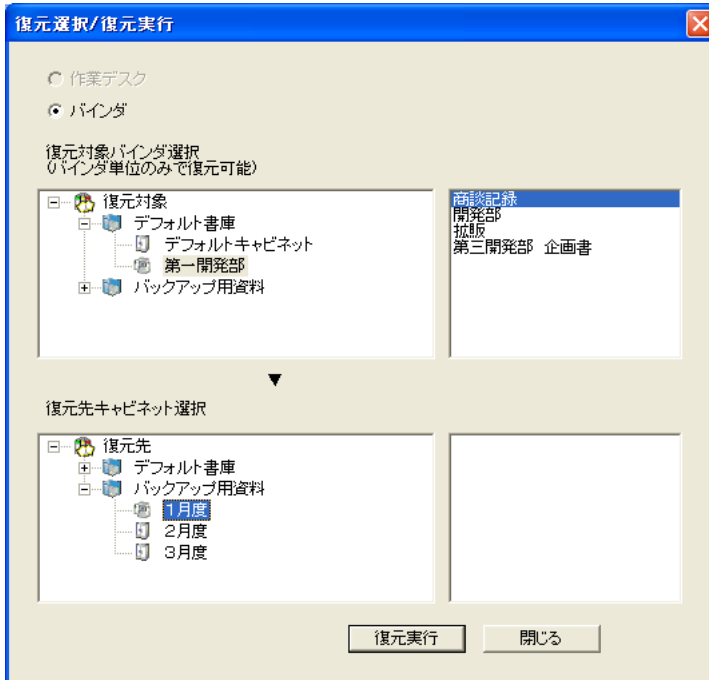 復元選択/復元実行
作業デスク
バインダ
復元対象バインダ選択
(バインダ単位のみで復元可能)
復元対象
デフォルト書庫
デフォルトキャビネット
第一開発部
バックアップ用資料
商談記録
開発部
拡販
第三開発部 企画書
▼
復元先キャビネット選択
復元先
デフォルト書庫
バックアップ用資料
1月度
2月度
3月度
復元実行
閉じる